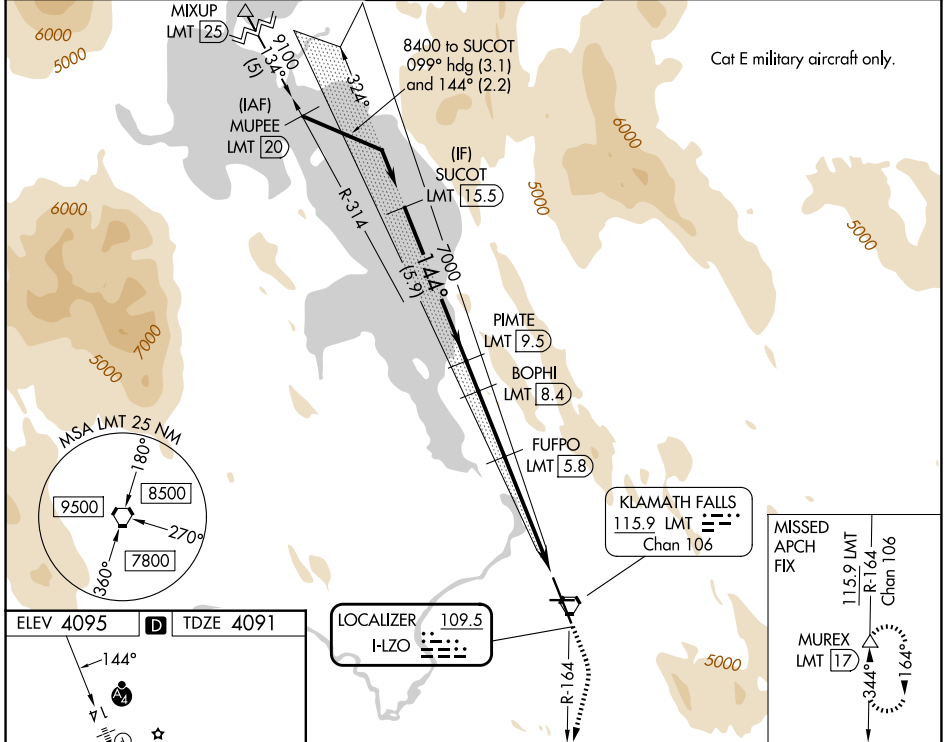 MIXUP
LMT 25
9100
134°
(5)
324°
8400 to SUCOT
099° hdg (3.1)
and 144° (2.2)
Cat E military aircraft only.
6000
5000
(IAF)
MUPEE
LMT 20
(IF)
SUCOT
LMT 15.5
R-314
7000
144°
(5.9)
6000
5000
5000
6000
7000
5000
PIMTE
LMT 9.5
BOPHI
LMT 8.4
FUFPO
LMT 5.8
MSA LMT 25 NM
180°
9500
8500
270°
7800
360°
KLAMATH FALLS
115.9 LMT
Chan 106
LOCALIZER 109.5
I-LZO
R-164
5000
MISSED
APCH
FIX
115.9 LMT
R-164
Chan 106
MUREX
LMT 17
344°
164°
ELEV 4095 D TDZE 4091
144°
A4
14